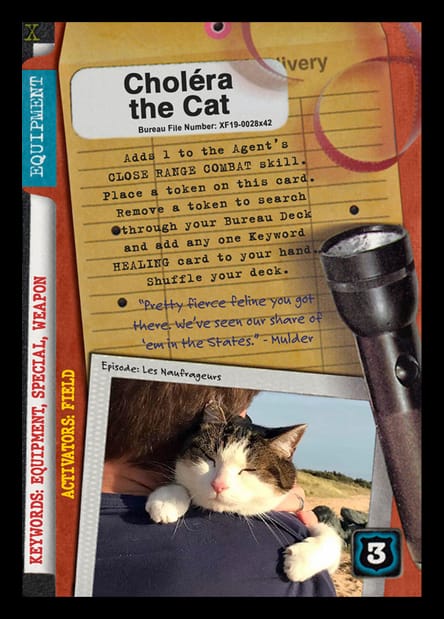 X
livery
Choléra
the Cat
Bureau File Number: XF19-0028x42
EQUIPMENT
Adds 1 to the Agent's
CLOSE RANGE COMBAT skill.
Place a token on this card.
Remove a token to search
through your Bureau Deck
and add any one Keyword
HEALING card to your hand.
Shuffle your deck.
"Pretty fierce feline you got
there. We've seen our share of
'em in the States." - Mulder
KEYWORDS: EQUIPMENT, SPECIAL, WEAPON
ACTIVATORS: FIELD
Episode: Les Naufrageurs
3